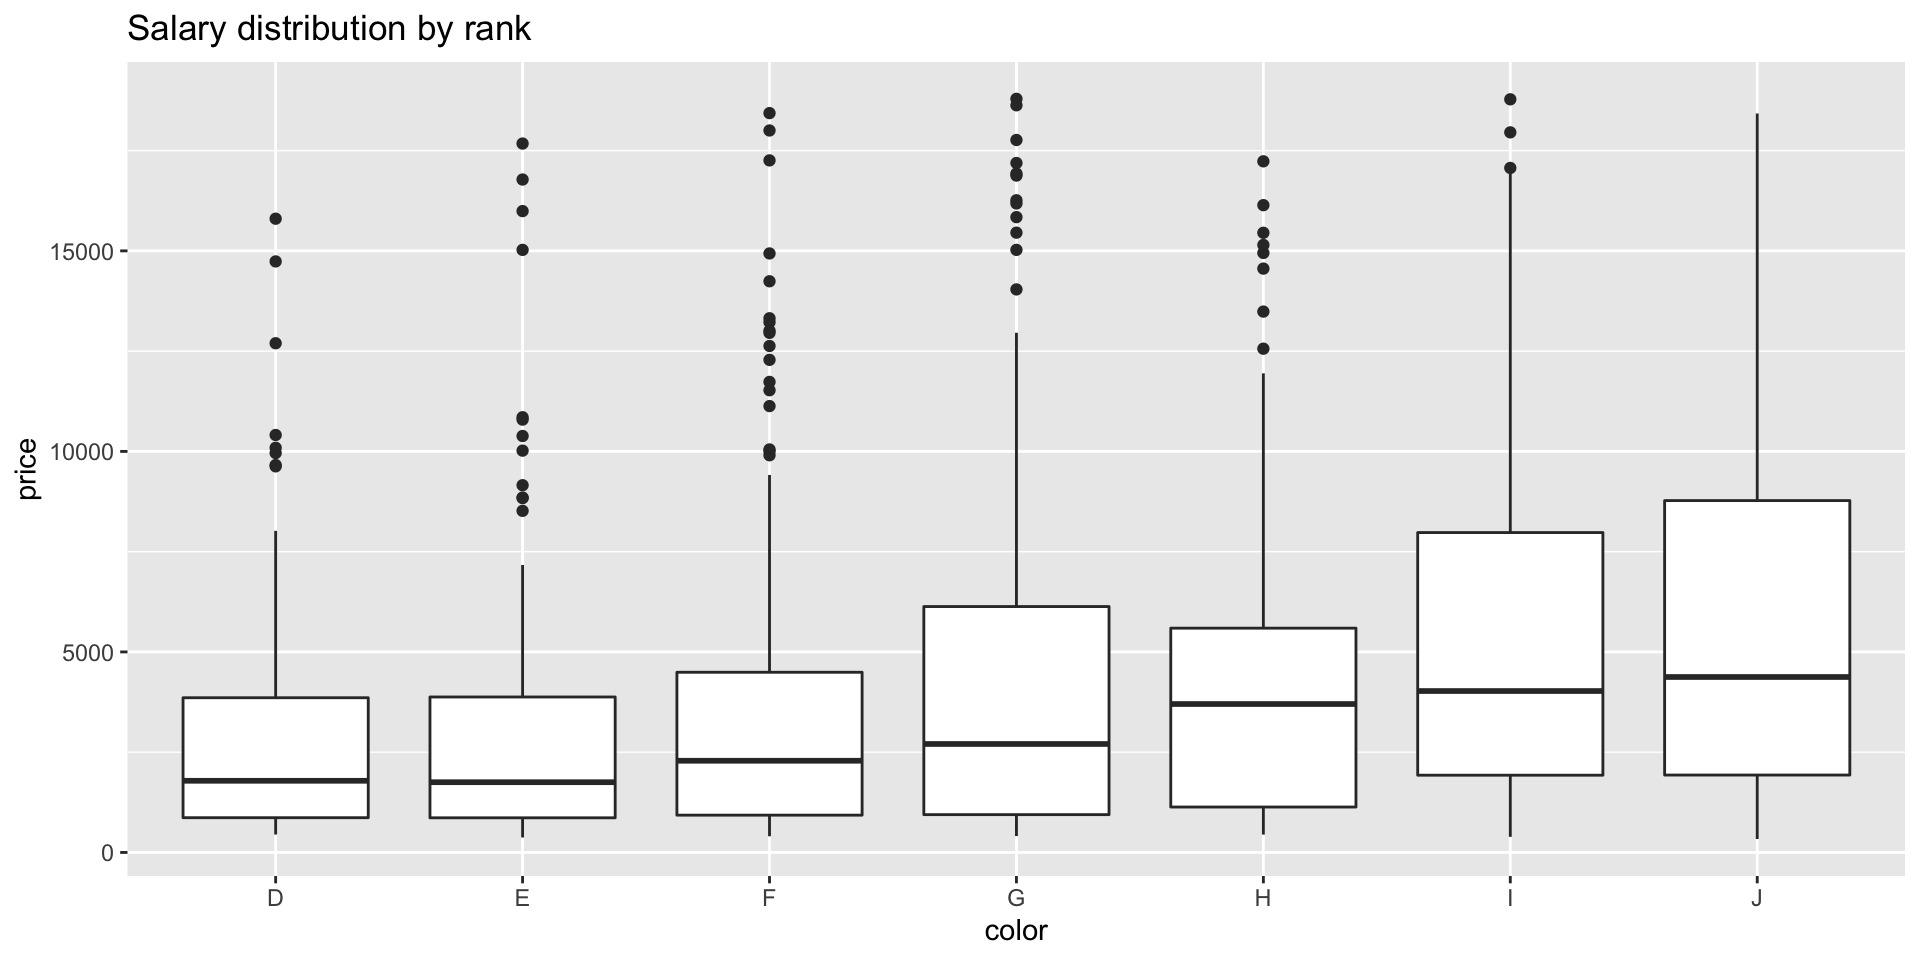 Salary distribution by rank
price
15000
10000
5000
0
D E F G H I J
color